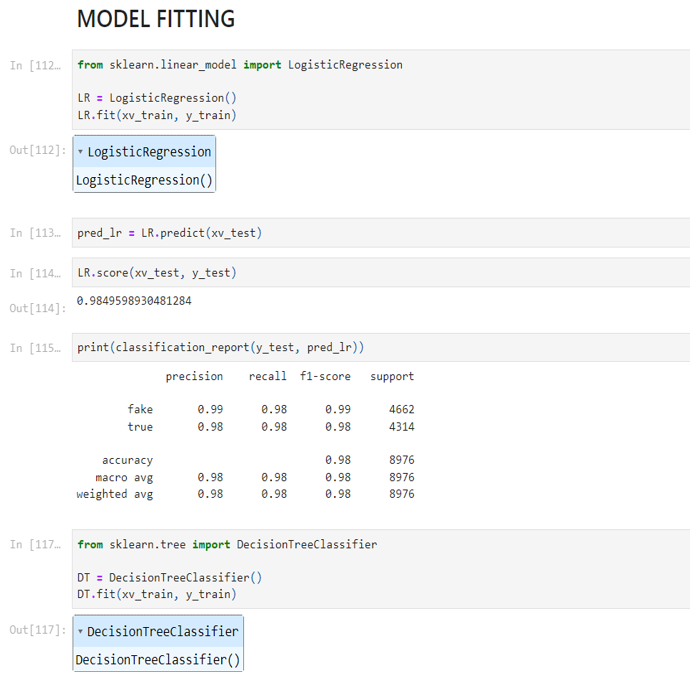 MODEL FITTING
In [112…
from sklearn.linear_model import LogisticRegression
LR = LogisticRegression()
LR.fit(xv_train, y_train)
Out[112]:
▾ LogisticRegression
LogisticRegression()
In [113…
pred_lr = LR.predict(xv_test)
In [114…
LR.score(xv_test, y_test)
Out[114]:
0.9849598930481284
In [115…
print(classification_report(y_test, pred_lr))
precision recall f1-score support
fake 0.99 0.98 0.99 4662
true 0.98 0.98 0.98 4314
accuracy 0.98 8976
macro avg 0.98 0.98 0.98 8976
weighted avg 0.98 0.98 0.98 8976
In [117…
from sklearn.tree import DecisionTreeClassifier
DT = DecisionTreeClassifier()
DT.fit(xv_train, y_train)
Out[117]:
▾ DecisionTreeClassifier
DecisionTreeClassifier()